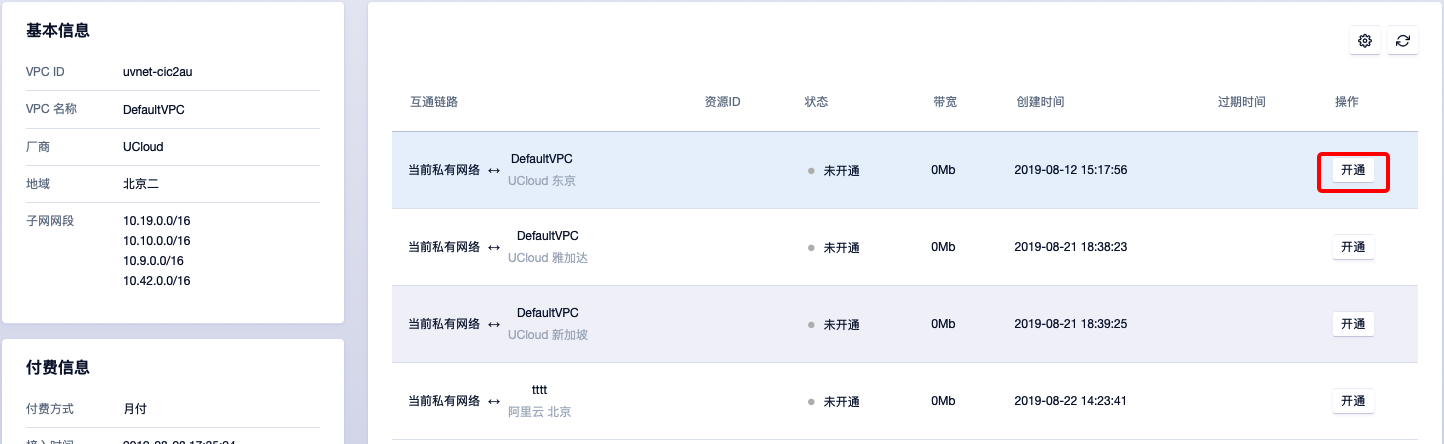 基本信息
VPC ID uvnet-cic2au
VPC 名称 DefaultVPC
厂商 UCloud
地域 北京二
子网网段 10.19.0.0/16
10.10.0.0/16
10.9.0.0/16
10.42.0.0/16
付费信息
付费方式 月付
互通链路 资源ID 状态 带宽 创建时间 过期时间 操作
当前私有网络 ↔ DefaultVPC 未开通 0Mb 2019-08-12 15:17:56 开通
UCloud 东京
当前私有网络 ↔ DefaultVPC 未开通 0Mb 2019-08-21 18:38:23 开通
UCloud 雅加达
当前私有网络 ↔ DefaultVPC 未开通 0Mb 2019-08-21 18:39:25 开通
UCloud 新加坡
当前私有网络 ↔ tttt 未开通 0Mb 2019-08-22 14:23:41 开通
阿里云 北京